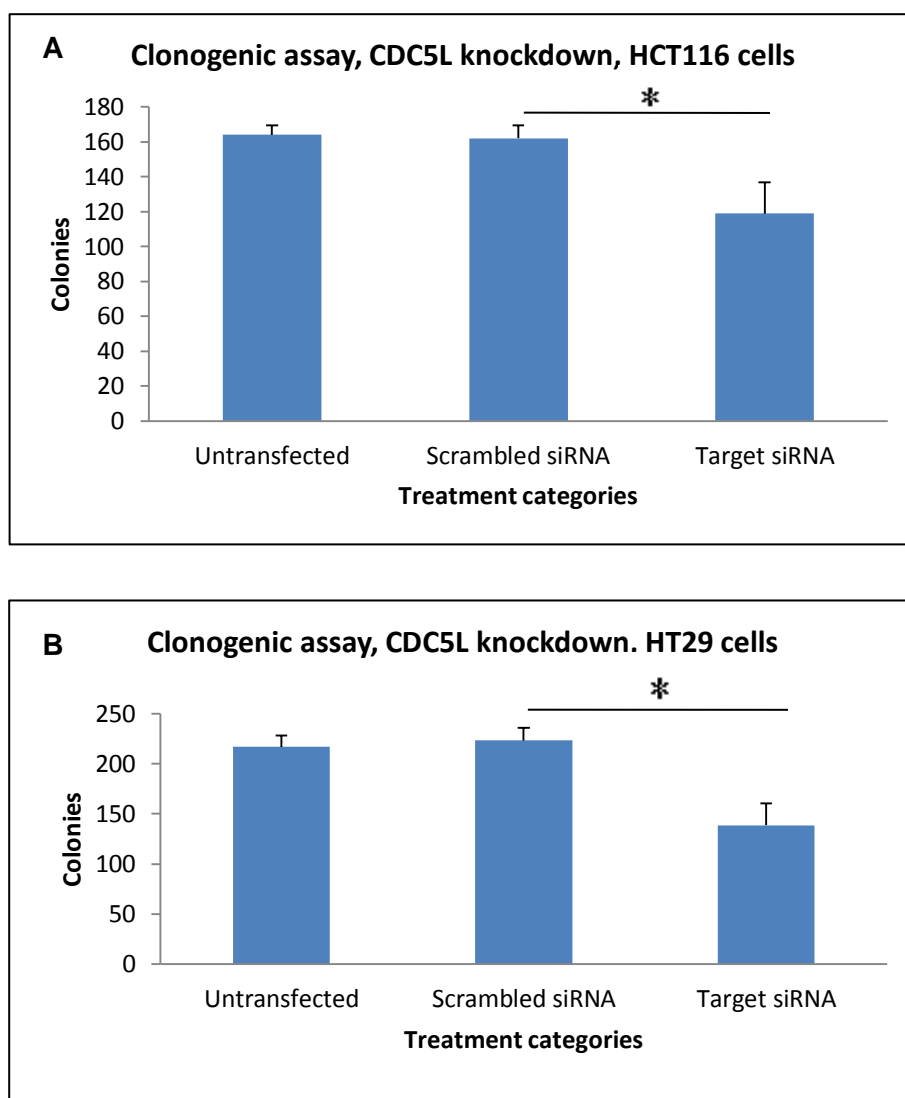 A
Clonogenic assay, CDC5L knockdown, HCT116 cells
*
180
160
140
120
100
80
60
40
20
0
Colonies
Untransfected
Scrambled siRNA
Target siRNA
Treatment categories
B
Clonogenic assay, CDC5L knockdown. HT29 cells
*
250
200
150
100
50
0
Colonies
Untransfected
Scrambled siRNA
Target siRNA
Treatment categories